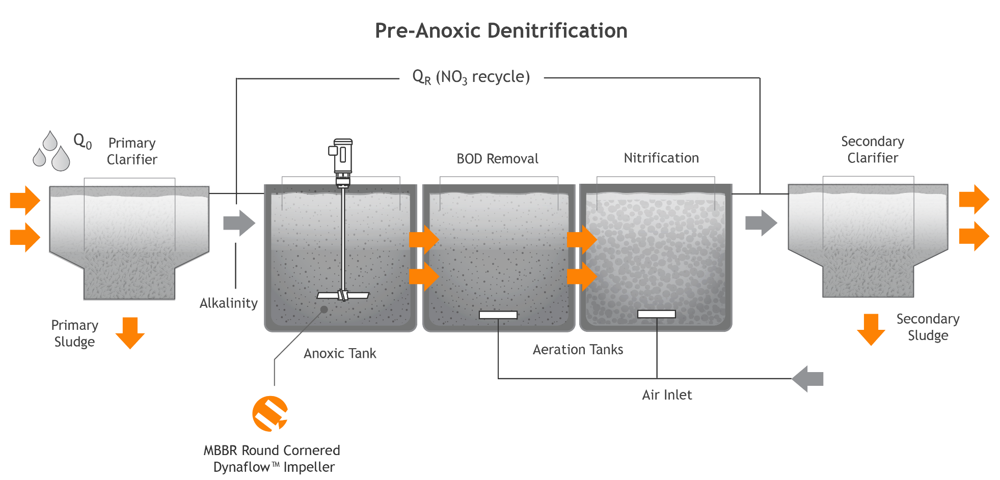 Pre-Anoxic Denitrification
QR (NO3 recycle)
Q0
Primary
Clarifier
BOD Removal
Nitrification
Secondary
Clarifier
Alkalinity
Primary
Sludge
Anoxic Tank
Aeration Tanks
Secondary
Sludge
Air Inlet
MBBR Round Cornered
Dynaflow™ Impeller